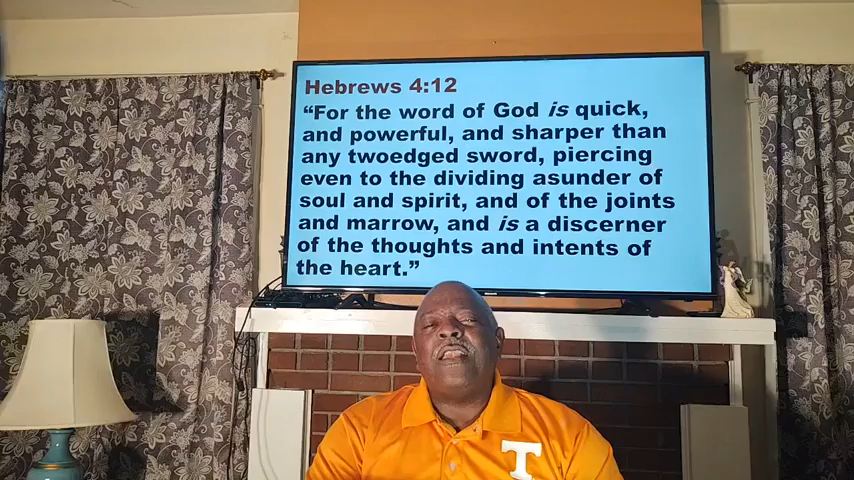 Hebrews 4:12
“For the word of God is quick,
and powerful, and sharper than
any twoedged sword, piercing
even to the dividing asunder of
soul and spirit, and of the joints
and marrow, and is a discerner
of the thoughts and intents of
the heart.”
T